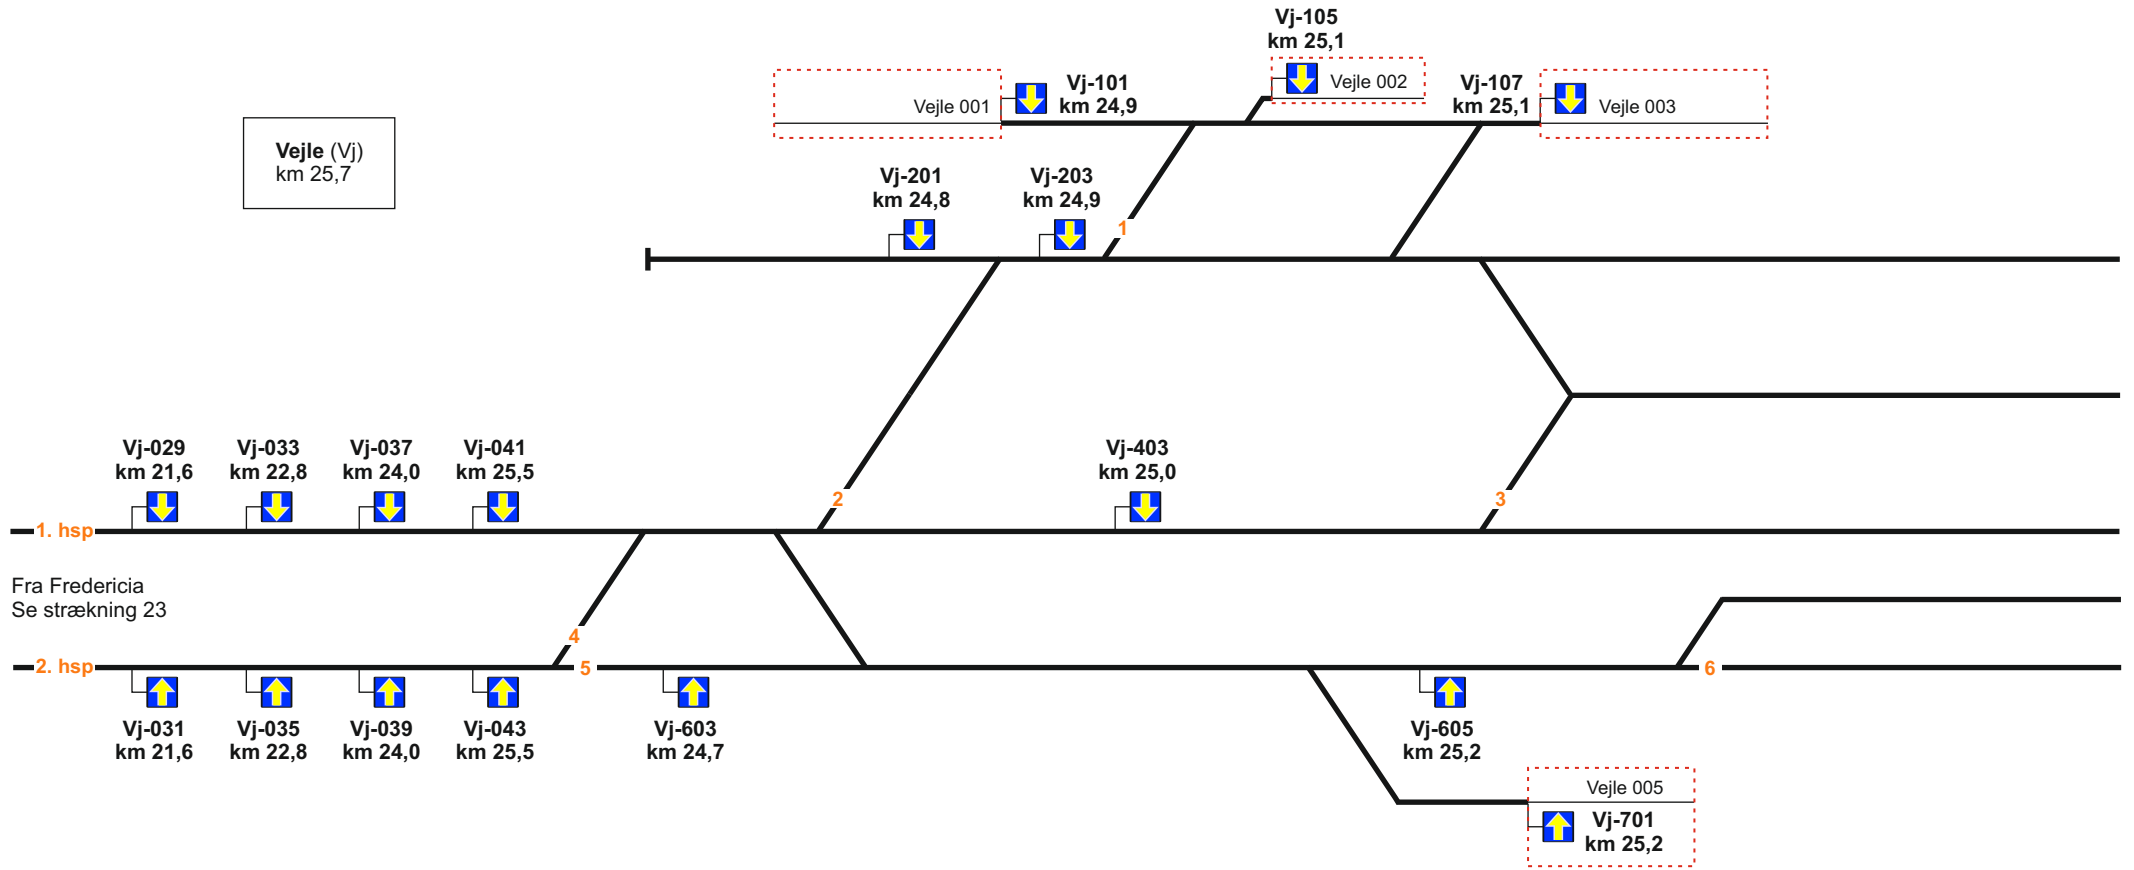 Vj-105
km 25,1
Vejle 001
Vj-101
km 24,9
Vejle 002
Vj-107
km 25,1
Vejle 003
Vejle (Vj)
km 25,7
Vj-201
km 24,8
Vj-203
km 24,9
1
Vj-029
km 21,6
Vj-033
km 22,8
Vj-037
km 24,0
Vj-041
km 25,5
Vj-403
km 25,0
2
3
1. hsp
Fra Fredericia
Se strækning 23
4
2. hsp
5
6
Vj-031
km 21,6
Vj-035
km 22,8
Vj-039
km 24,0
Vj-043
km 25,5
Vj-603
km 24,7
Vj-605
km 25,2
Vejle 005
Vj-701
km 25,2